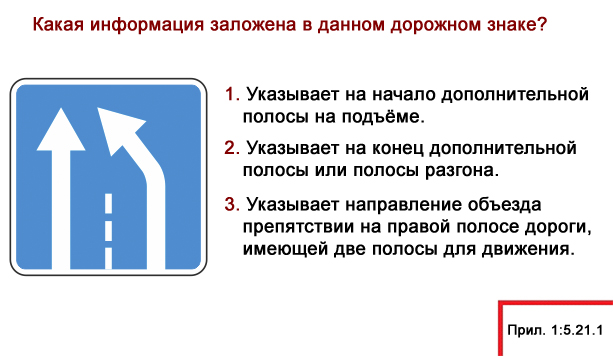 Какая информация заложена в данном дорожном знаке?
1. Указывает на начало дополнительной
полосы на подъёме.
2. Указывает на конец дополнительной
полосы или полосы разгона.
3. Указывает направление объезда
препятствии на правой полосе дороги,
имеющей две полосы для движения.
Прил. 1:5.21.1